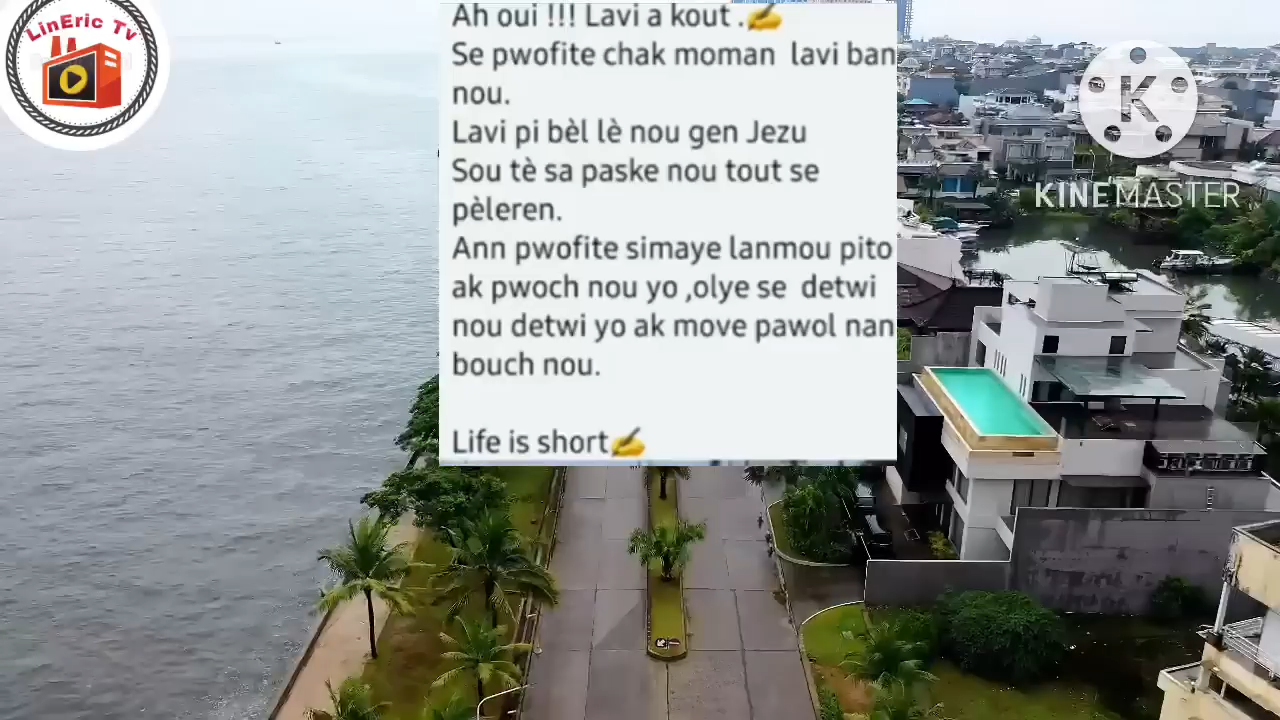 LinEric Tv
Ah oui !!! Lavi a kout .✍️
Se pwofite chak moman lavi ban
nou.
Lavi pi bèl lè nou gen Jezu
Sou tè sa paske nou tout se
pèleren.
Ann pwofite simaye lanmou pito
ak pwoch nou yo ,olye se detwi
nou detwi yo ak move pawol nan
bouch nou.
Life is short✍️
K
KINEMASTER